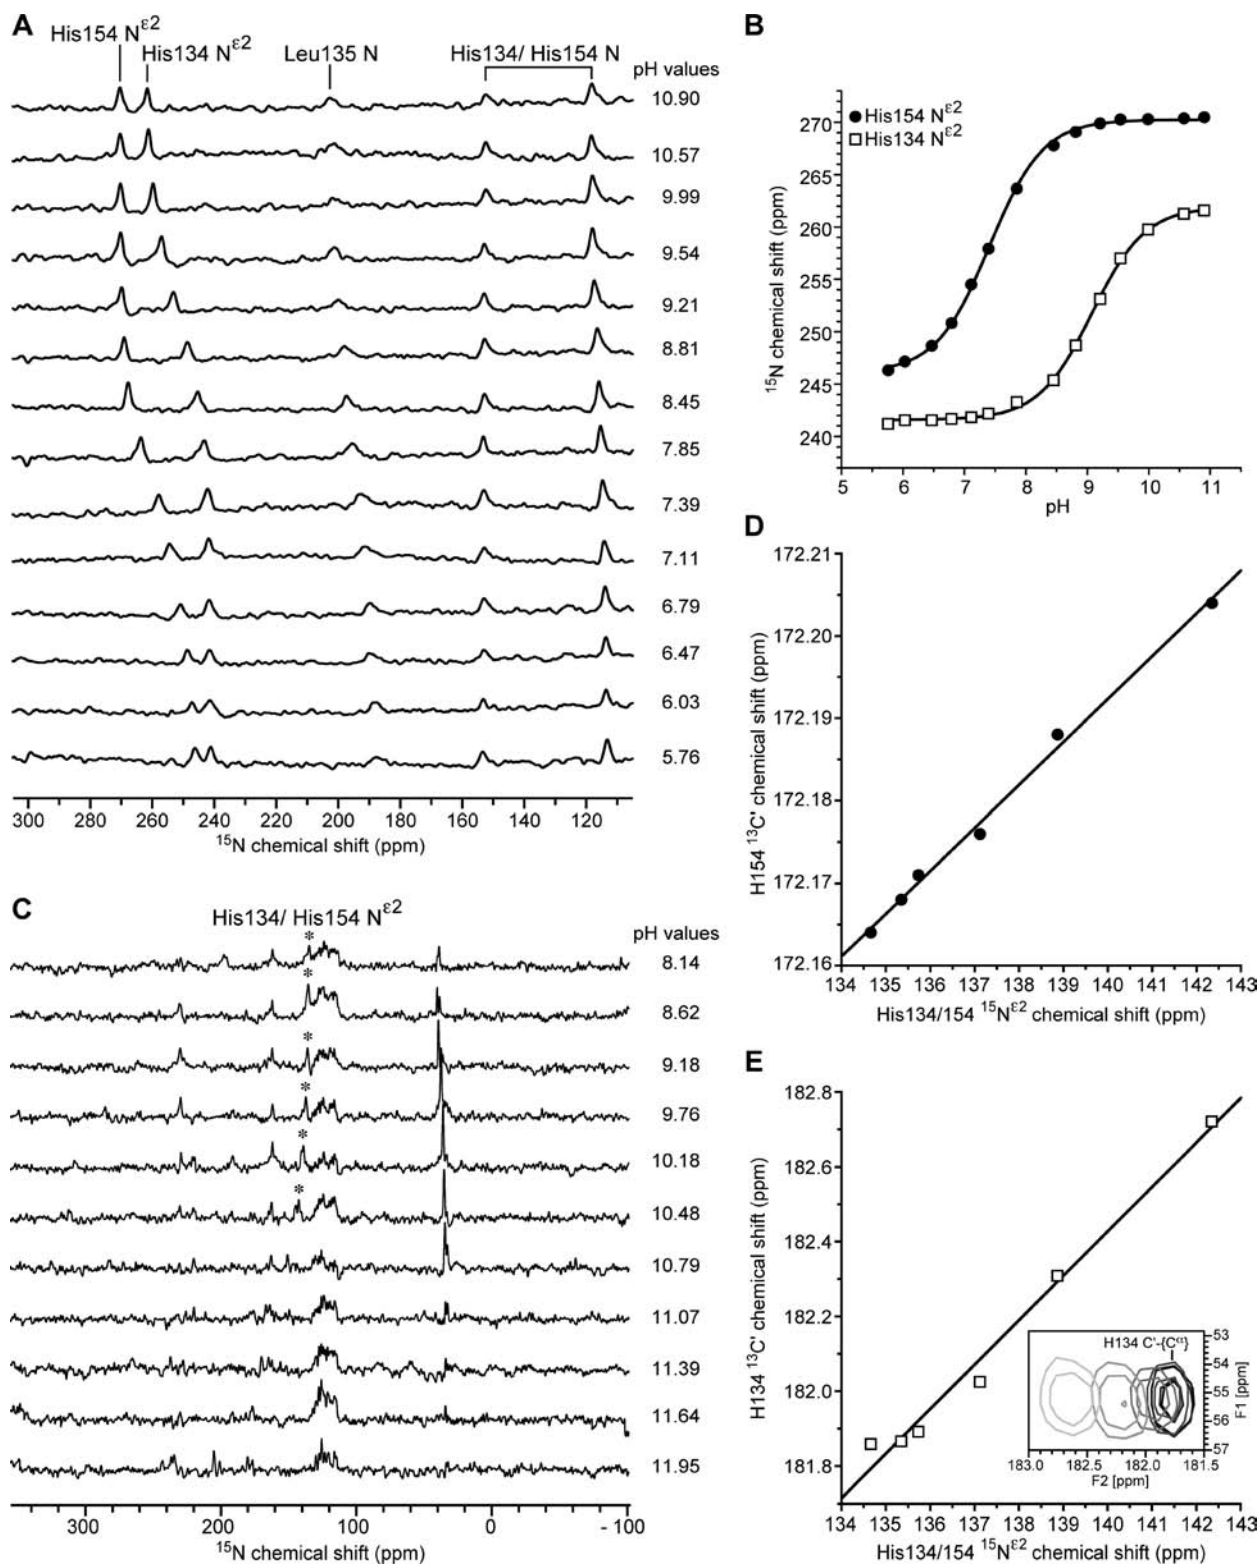 A
His154 N^ε2
His134 N^ε2
Leu135 N
His134/ His154 N
pH values
10.90
10.57
9.99
9.54
9.21
8.81
8.45
7.85
7.39
7.11
6.79
6.47
6.03
5.76
300 280 260 240 220 200 180 160 140 120
15N chemical shift (ppm)
B
His154 N^ε2
His134 N^ε2
270
265
260
255
250
245
240
15N chemical shift (ppm)
5 6 7 8 9 10 11
pH
C
His134/ His154 N^ε2
pH values
* 8.14
* 8.62
* 9.18
* 9.76
* 10.18
* 10.48
10.79
11.07
11.39
11.64
11.95
300 200 100 0 - 100
15N chemical shift (ppm)
D
172.21
172.20
172.19
172.18
172.17
172.16
H154 13C' chemical shift (ppm)
134 135 136 137 138 139 140 141 142 143
His134/154 15N^ε2 chemical shift (ppm)
E
182.8
182.6
182.4
182.2
182.0
181.8
H134 13C' chemical shift (ppm)
H134 C'-{C^α}
53
54
55
56
57
F1 [ppm]
183.0 182.5 182.0 181.5
F2 [ppm]
134 135 136 137 138 139 140 141 142 143
His134/154 15N^ε2 chemical shift (ppm)